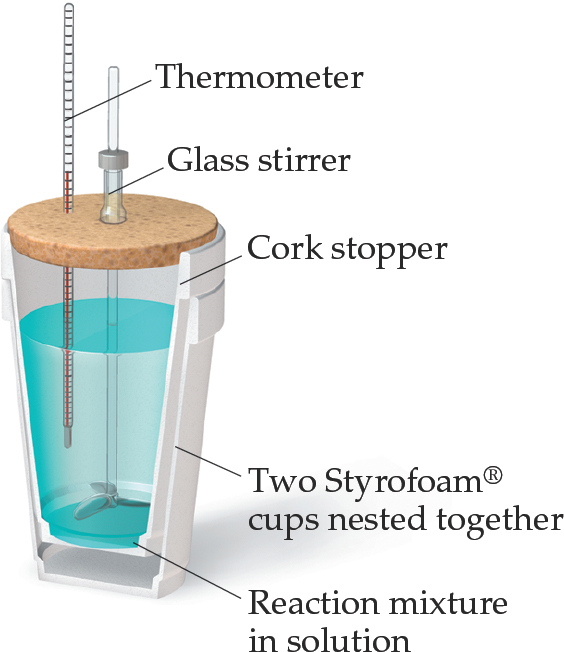 Thermometer
Glass stirrer
Cork stopper
Two Styrofoam®
cups nested together
Reaction mixture
in solution